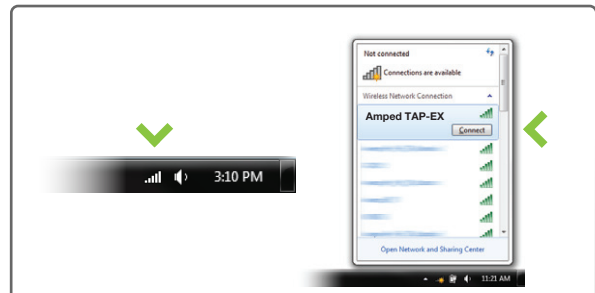 3:10 PM
Not connected
Connections are available
Wireless Network Connection
Amped TAP-EX
Connect
Open Network and Sharing Center
11:21 AM